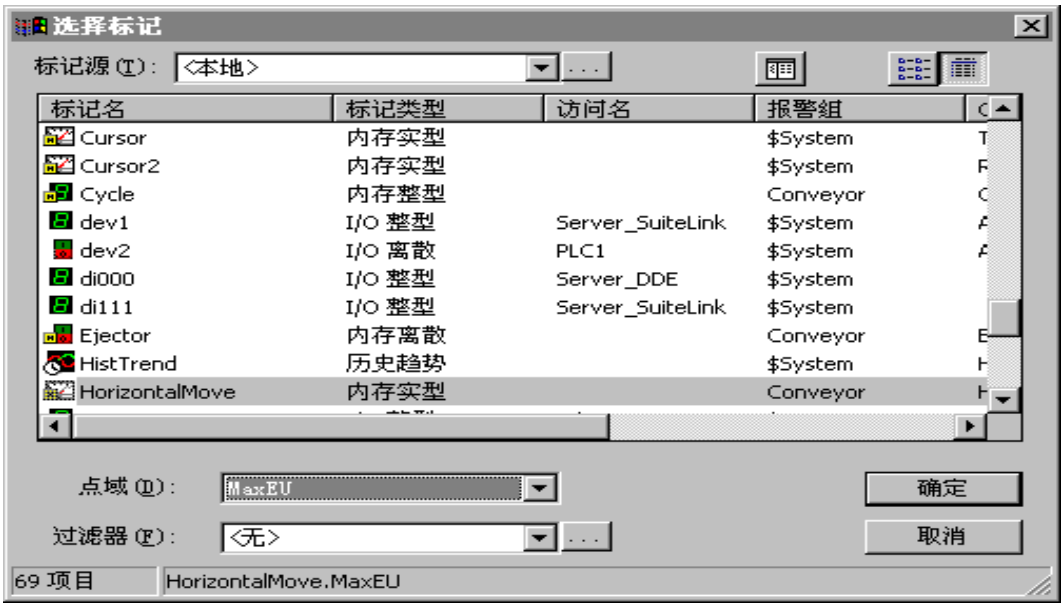 选择标记
标记源(T): <本地> ...
标记名 标记类型 访问名 报警组
Cursor 内存实型 $System T
Cursor2 内存实型 $System R
Cycle 内存整型 Conveyor C
dev1 I/O 整型 Server_SuiteLink $System A
dev2 I/O 离散 PLC1 $System A
di000 I/O 整型 Server_DDE $System
di111 I/O 整型 Server_SuiteLink $System
Ejector 内存离散 Conveyor E
HistTrend 历史趋势 $System H
HorizontalMove 内存实型 Conveyor H
点域(D): MaxEU 确定
过滤器(F): <无> ... 取消
69 项目 HorizontalMove.MaxEU